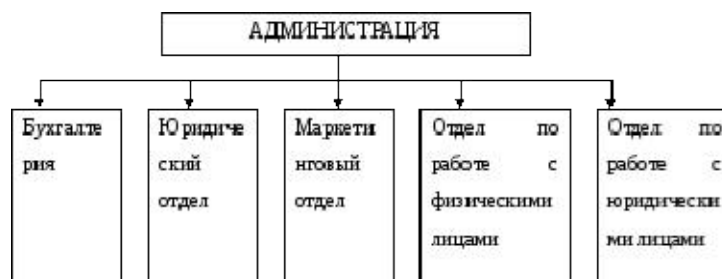 АДМИНИСТРАЦИЯ
Бухгалте
рия
Юридиче
ский
отдел
Маркети
нговый
отдел
Отдел по
работе с
физическими
лицами
Отдел по
работе с
юридически
ми лицами